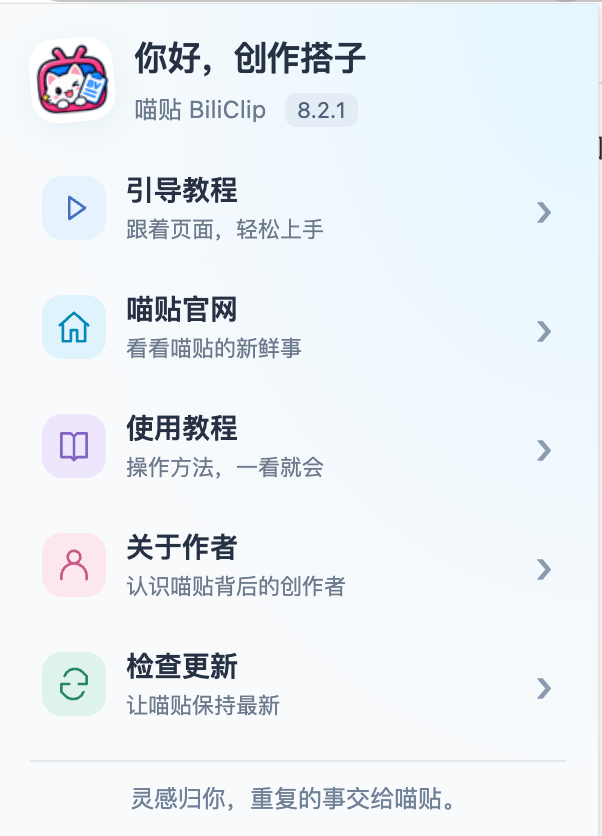 你好，创作搭子
喵贴 BiliClip 8.2.1
引导教程
跟着页面，轻松上手
喵贴官网
看看喵贴的新鲜事
使用教程
操作方法，一看就会
关于作者
认识喵贴背后的创作者
检查更新
让喵贴保持最新
灵感归你，重复的事交给喵贴。